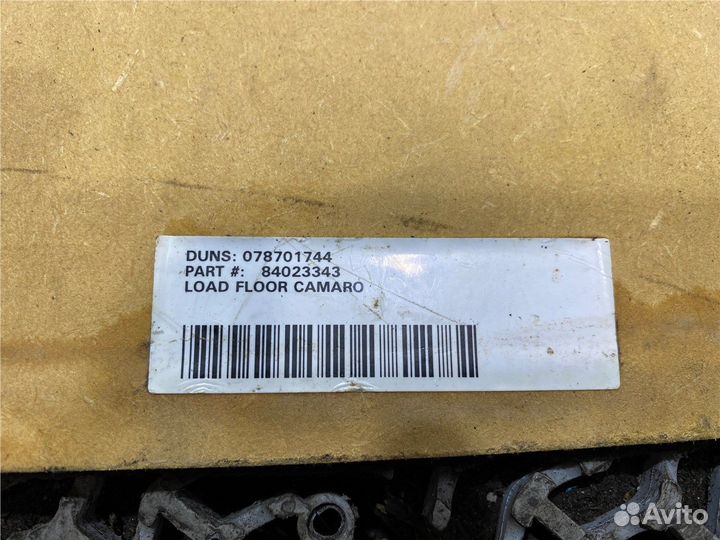 DUNS: 078701744
PART #: 84023343
LOAD FLOOR CAMARO
Avito